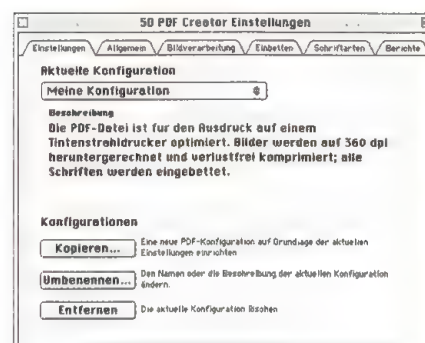 50 PDF Creator Einstellungen
Einstellungen Allgemein Bildverarbeitung Einbetten Schriftarten Berichte
Aktuelle Konfiguration
Meine Konfiguration
Beschreibung
Die PDF-Datei ist für den Ausdruck auf einem
Tintenstrahldrucker optimiert. Bilder werden auf 360 dpi
heruntergerechnet und verlustfrei komprimiert; alle
Schriften werden eingebettet.
Konfigurationen
Kopieren... Eine neue PDF-Konfiguration auf Grundlage der aktuellen
Einstellungen einrichten
Umbenennen... Den Namen oder die Beschreibung der aktuellen Konfiguration
ändern.
Entfernen Die aktuelle Konfiguration löschen